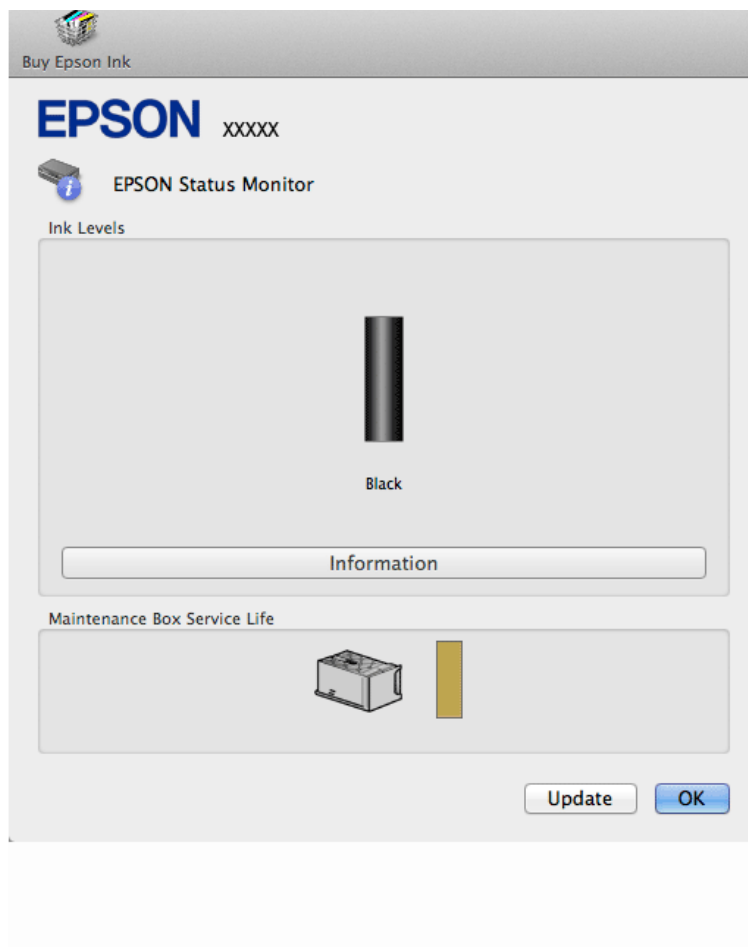 Buy Epson Ink
EPSON XXXXX
EPSON Status Monitor
Ink Levels
Black
Information
Maintenance Box Service Life
Update OK